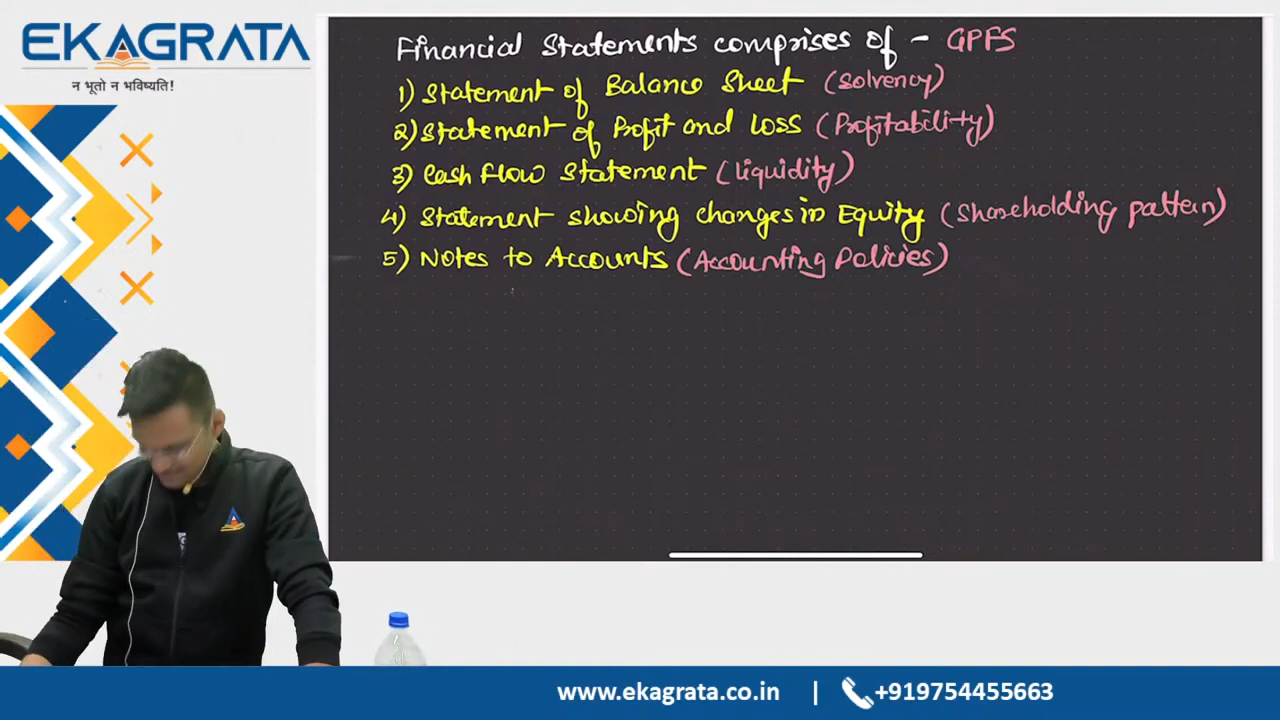 EKAGRATA
न भूतो न भविष्यति!
Financial Statements comprises of - GPFS
1) Statement of Balance Sheet (Solvency)
2) Statement of Profit and Loss (Profitability)
3) Cash Flow Statement (Liquidity)
4) Statement showing changes in Equity (Shareholding pattern)
5) Notes to Accounts (Accounting Policies)
www.ekagrata.co.in | +919754455663